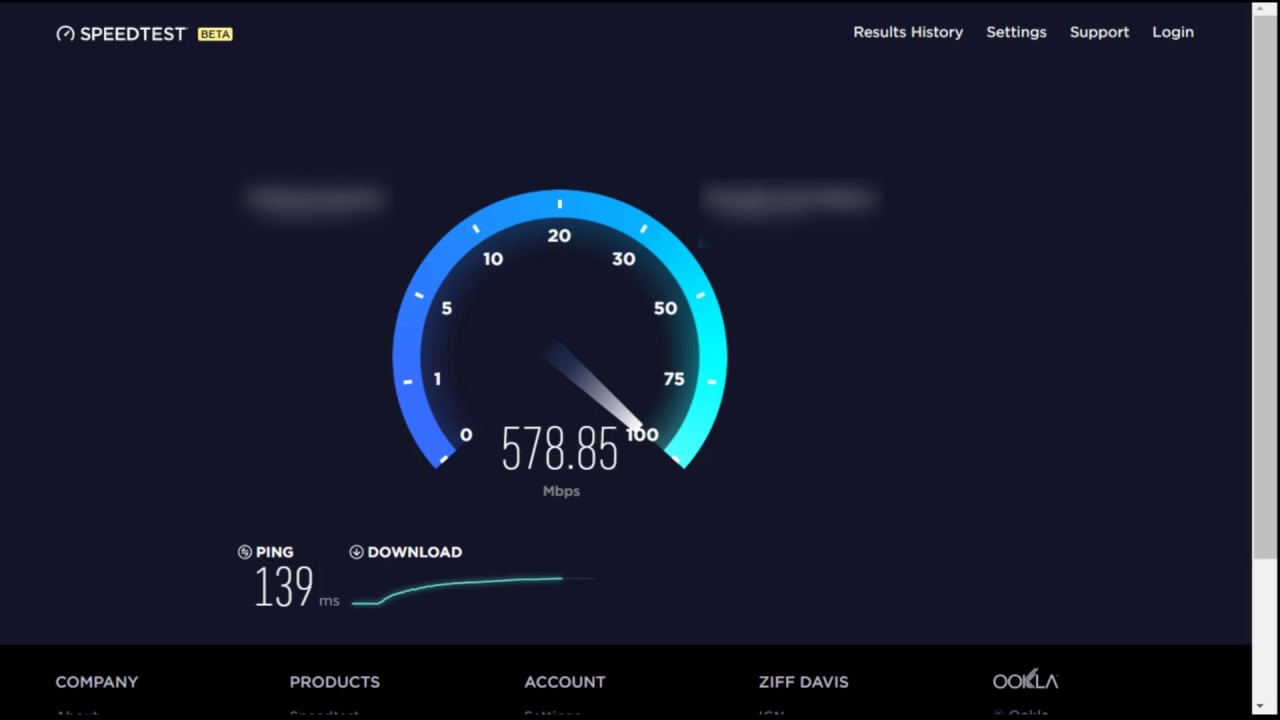 SPEEDTEST BETA
Results History Settings Support Login
20
10 30
5 50
1 75
0 100
578.85
Mbps
PING DOWNLOAD
139 ms
COMPANY PRODUCTS ACCOUNT ZIFF DAVIS OOKLA